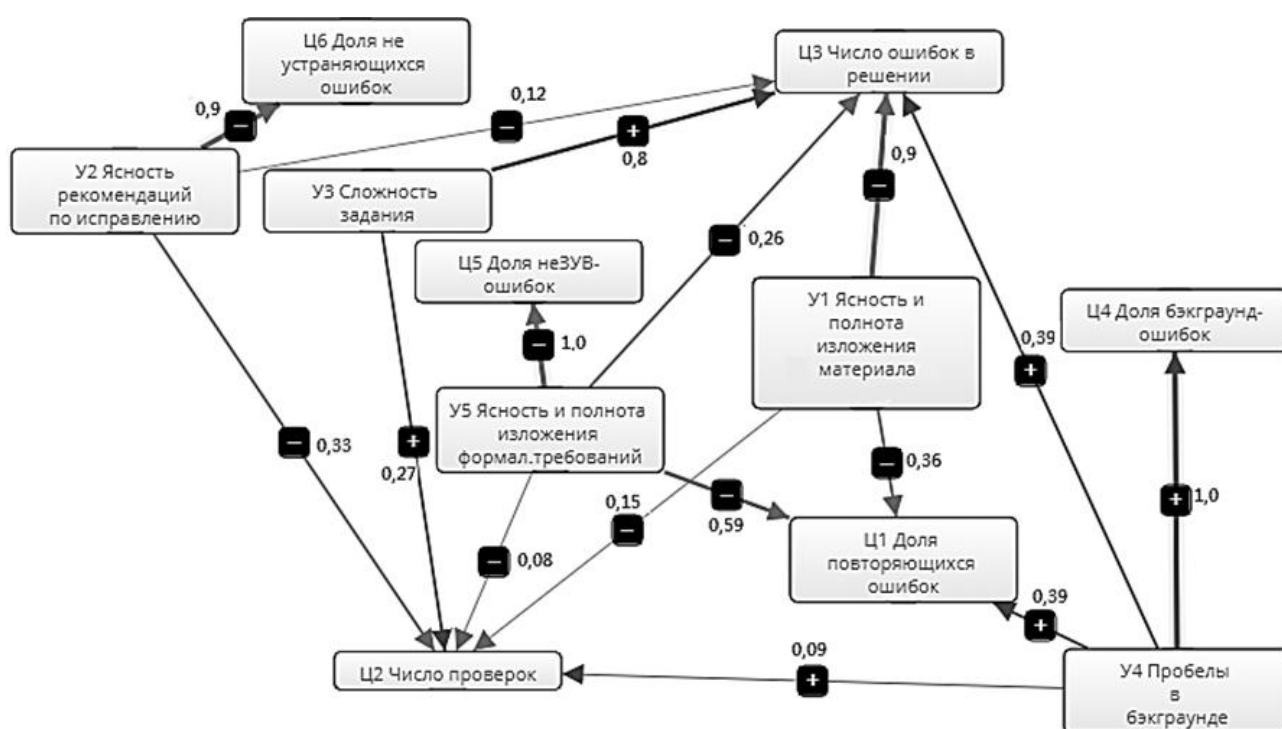 Ц6 Доля не
устраняющихся
ошибок
Ц3 Число ошибок в
решении
0,9
−
0,12
−
+
0,8
0,9
−
У2 Ясность
рекомендаций
по исправлению
У3 Сложность
задания
−
0,26
Ц5 Доля неЗУВ-
ошибок
У1 Ясность и
полнота
изложения
материала
Ц4 Доля бэкграунд-
ошибок
−
1,0
0,39
+
У5 Ясность и полнота
изложения
формал.требований
−
0,33
+
0,27
−
0,36
−
0,59
0,15
−
+
1,0
−
0,08
Ц1 Доля
повторяющихся
ошибок
0,39
+
Ц2 Число проверок
0,09
+
У4 Пробелы
в
бэкграунде